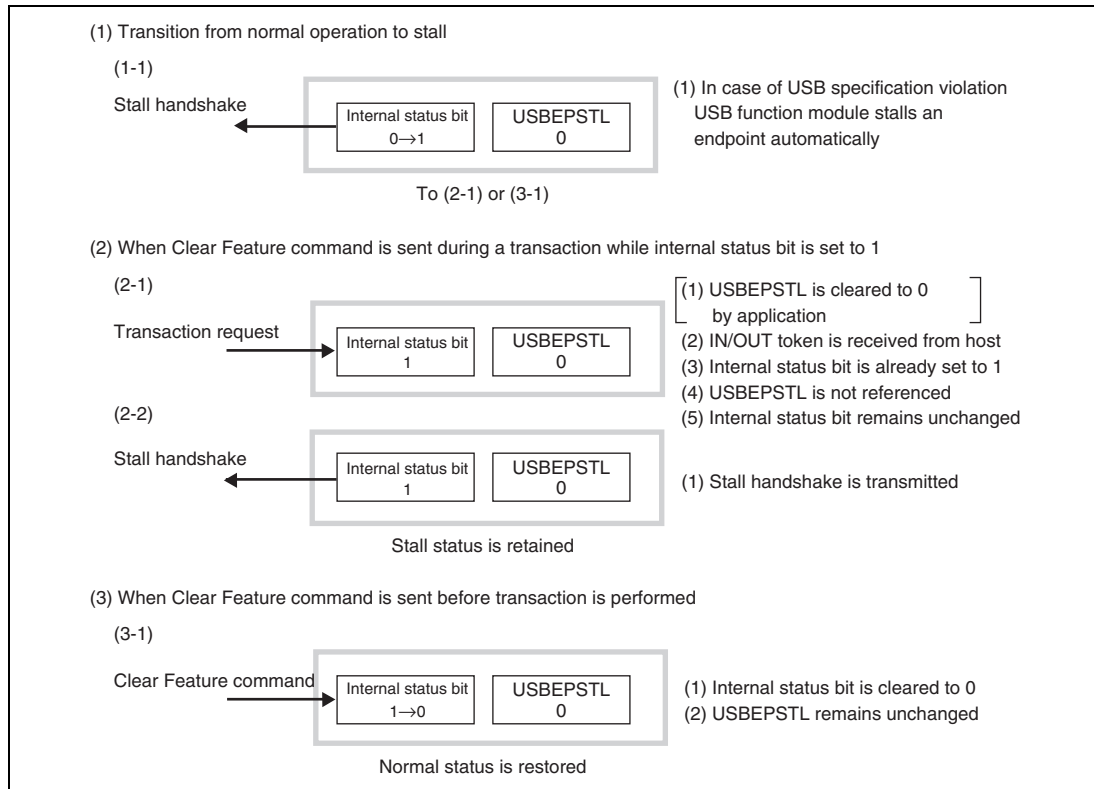 (1) Transition from normal operation to stall
(1-1)
Stall handshake
Internal status bit
0→1
USBEPSTL
0
(1) In case of USB specification violation
USB function module stalls an
endpoint automatically
To (2-1) or (3-1)
(2) When Clear Feature command is sent during a transaction while internal status bit is set to 1
(2-1)
Transaction request
Internal status bit
1
USBEPSTL
0
(1) USBEPSTL is cleared to 0
by application
(2) IN/OUT token is received from host
(3) Internal status bit is already set to 1
(4) USBEPSTL is not referenced
(5) Internal status bit remains unchanged
(2-2)
Stall handshake
Internal status bit
1
USBEPSTL
0
(1) Stall handshake is transmitted
Stall status is retained
(3) When Clear Feature command is sent before transaction is performed
(3-1)
Clear Feature command
Internal status bit
1→0
USBEPSTL
0
(1) Internal status bit is cleared to 0
(2) USBEPSTL remains unchanged
Normal status is restored